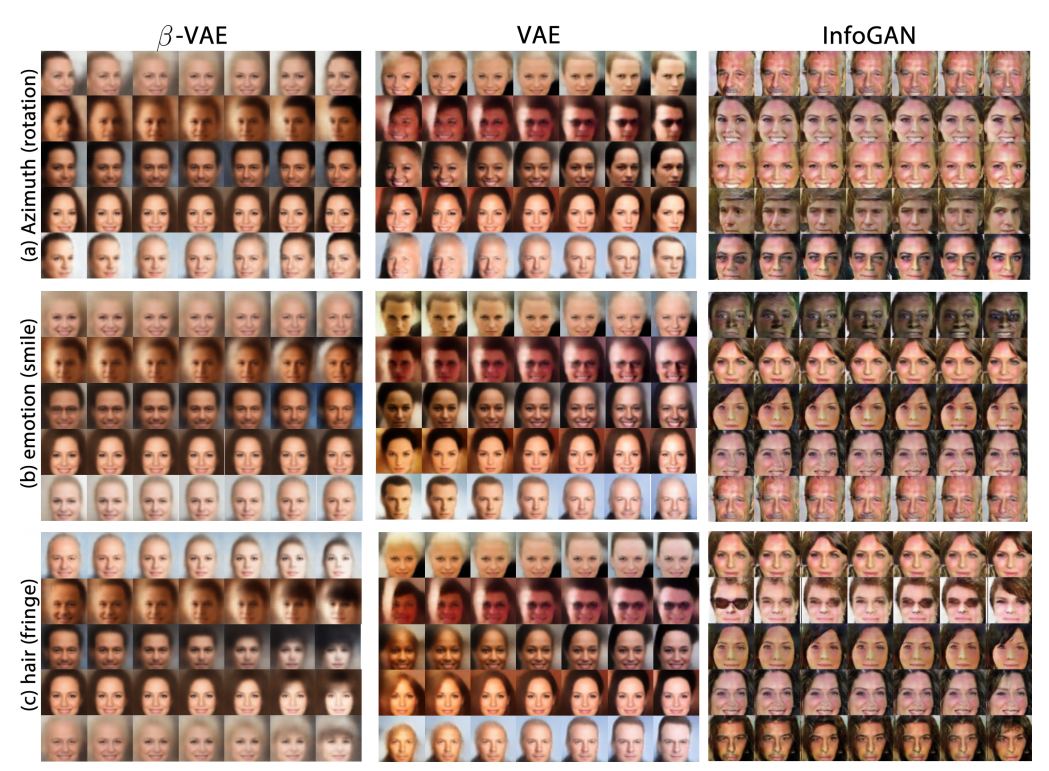 β-VAE VAE InfoGAN
(a) Azimuth (rotation)
(b) emotion (smile)
(c) hair (fringe)